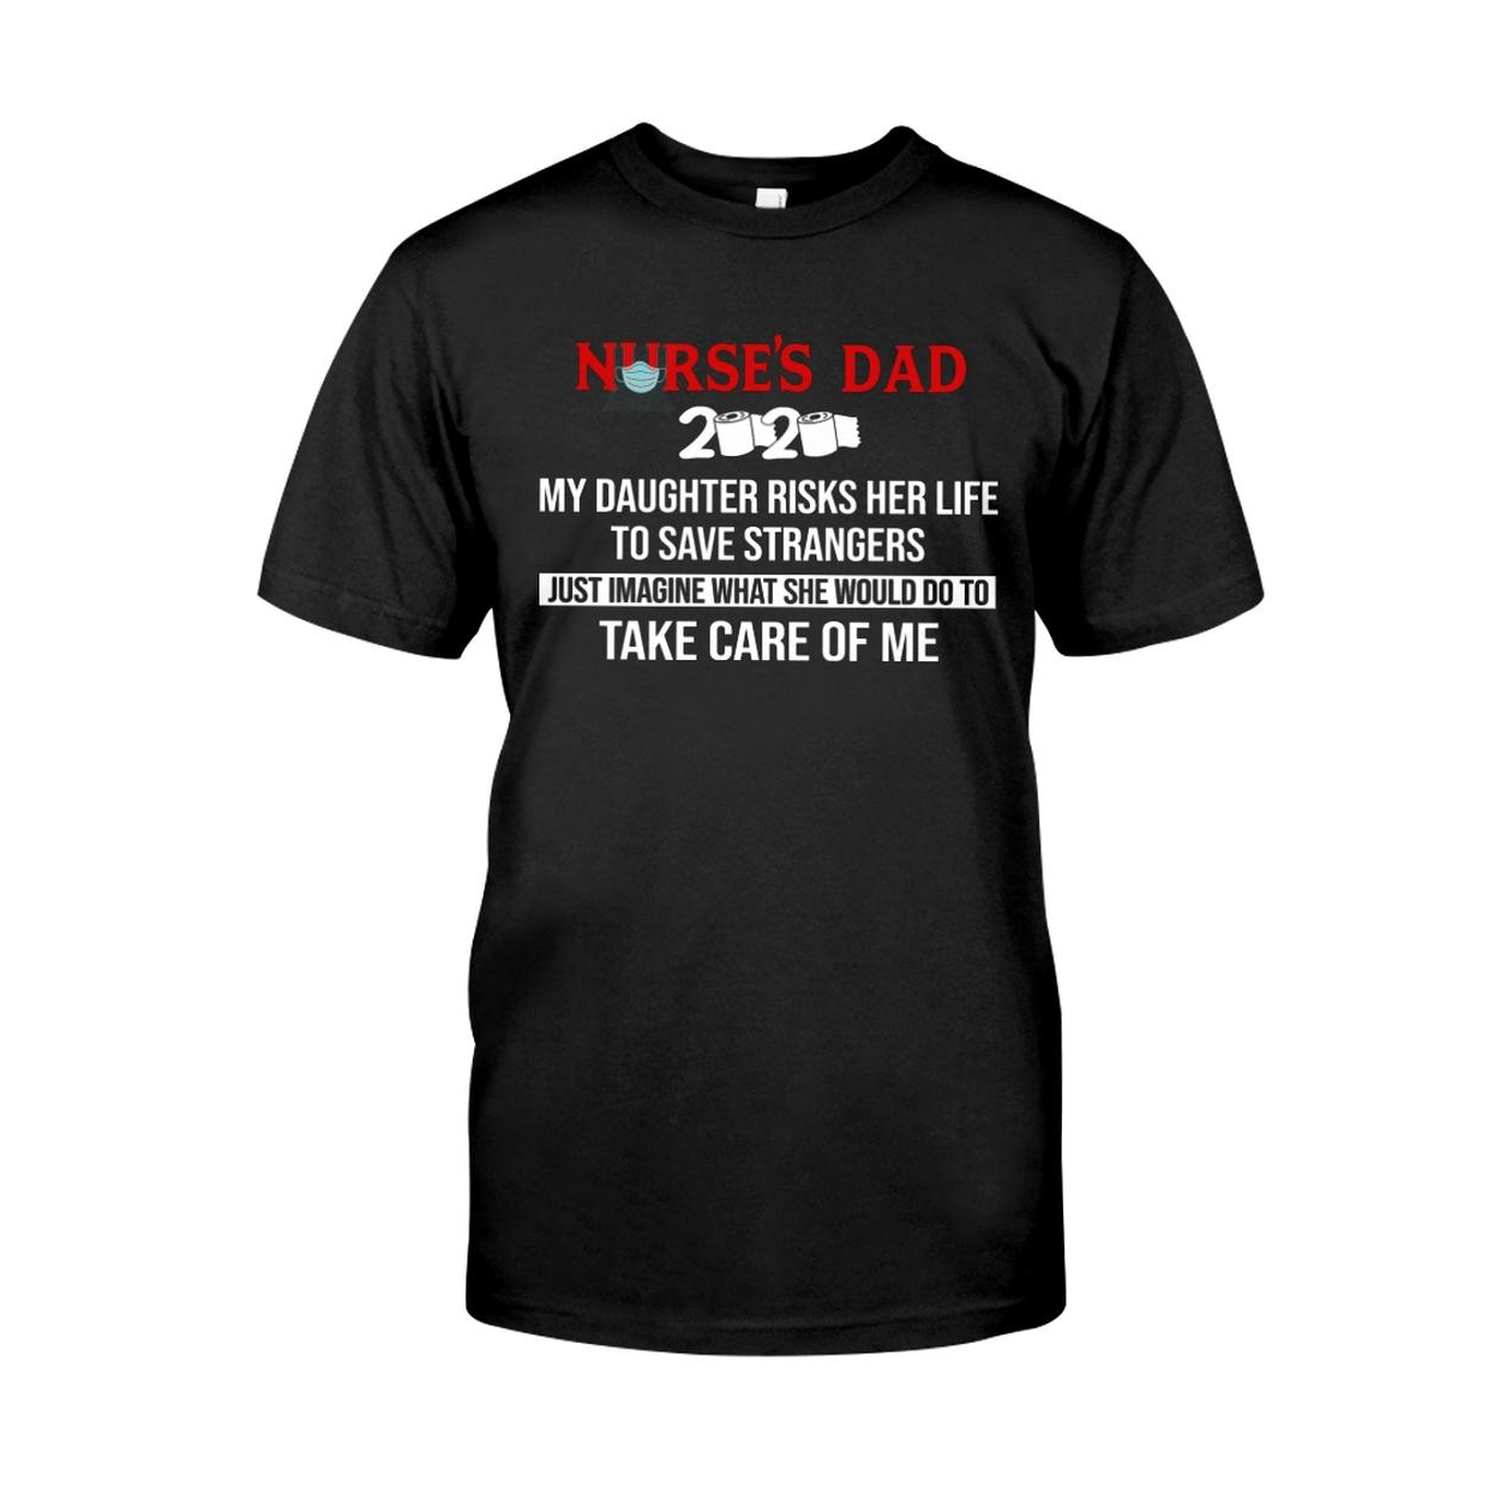 NURSE'S DAD
2020
MY DAUGHTER RISKS HER LIFE
TO SAVE STRANGERS
JUST IMAGINE WHAT SHE WOULD DO TO
TAKE CARE OF ME